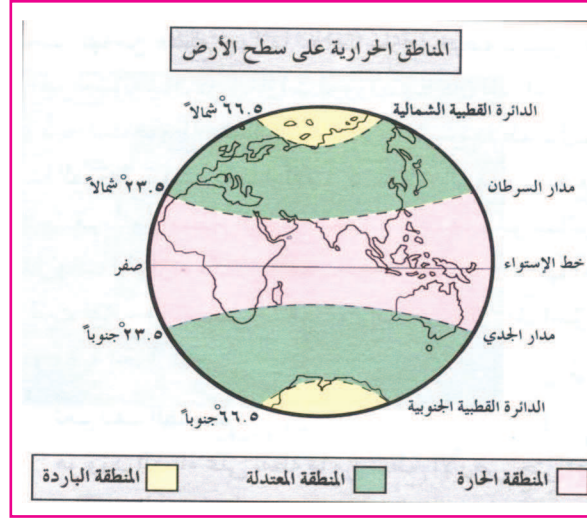 المناطق الحرارية على سطح الأرض
الدائرة القطبية الشمالية ٦٦.٥° شمالاً
مدار السرطان ٢٣.٥° شمالاً
خط الإستواء صفر
مدار الجدي ٢٣.٥° جنوباً
الدائرة القطبية الجنوبية ٦٦.٥° جنوباً
المنطقة الحارة المنطقة المعتدلة المنطقة الباردة